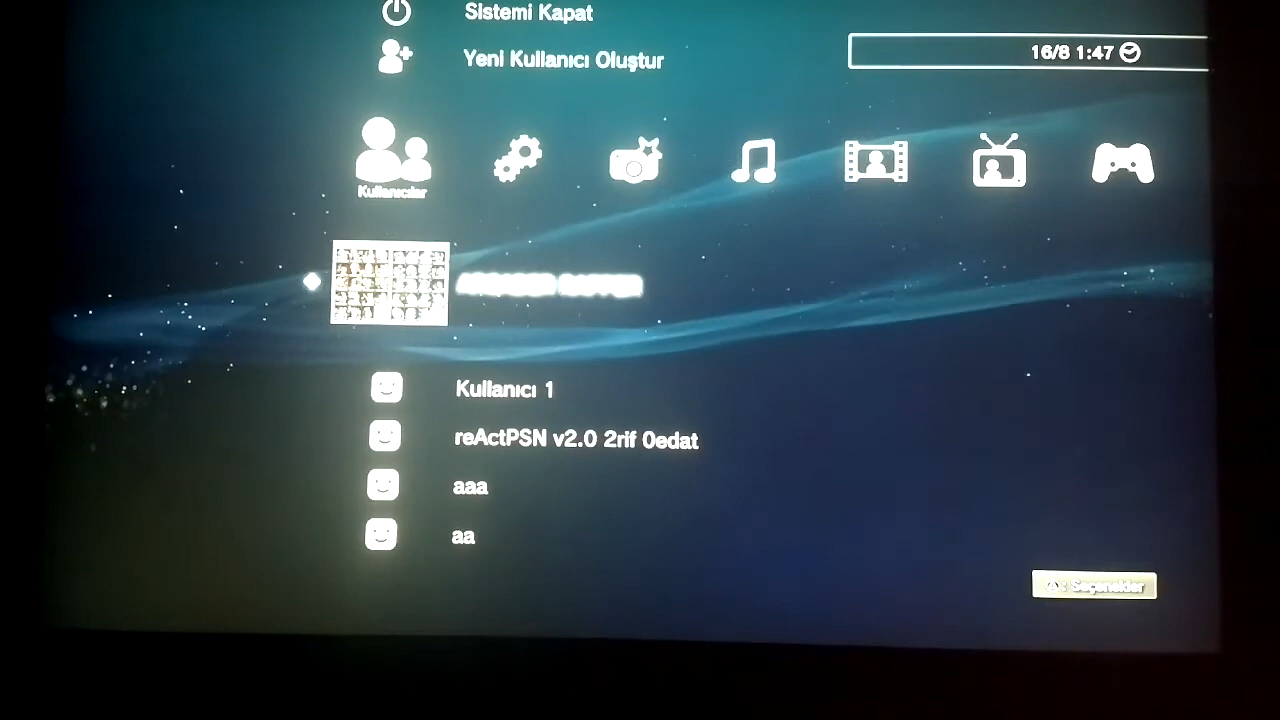 Sistemi Kapat
Yeni Kullanıcı Oluştur
16/8 1:47
Kullanıcılar
Kullanıcı 1
reActPSN v2.0 2rif 0edat
aaa
aa
: Seçenekler